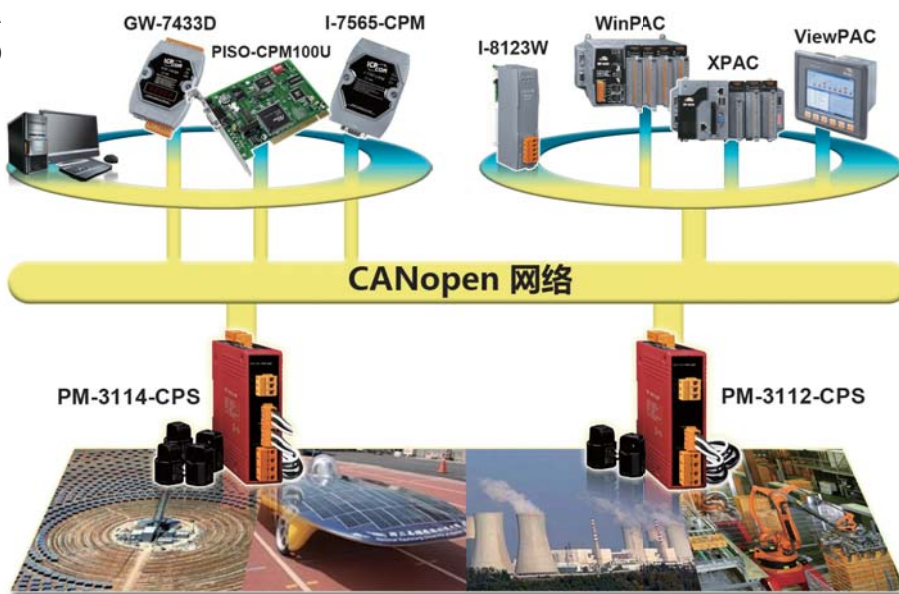 GW-7433D
I-7565-CPM
PISO-CPM100U
I-8123W
WinPAC
XPAC
ViewPAC
CANopen 网络
PM-3114-CPS
PM-3112-CPS